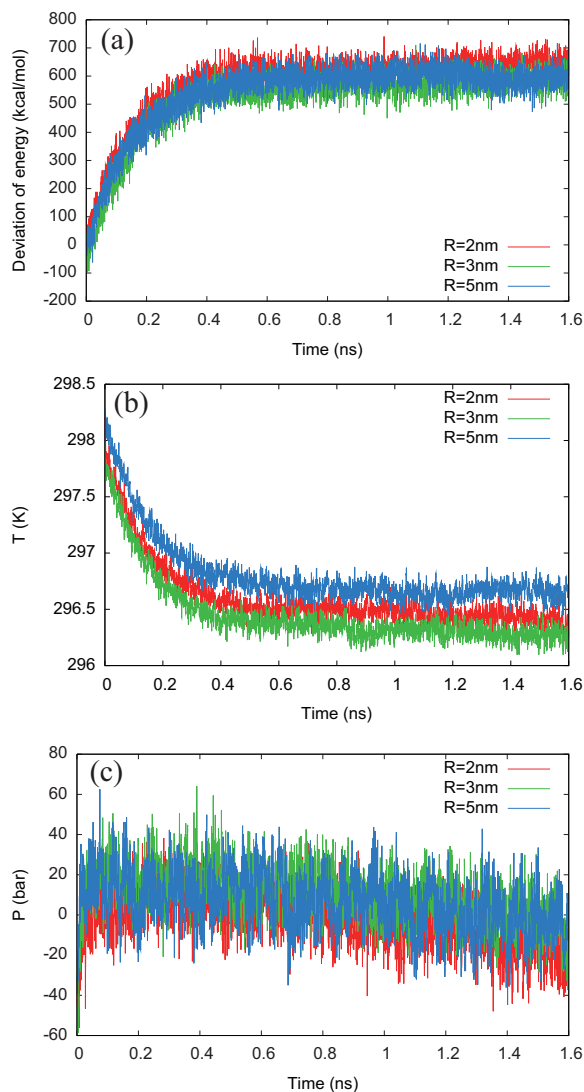 (a)
800
700
600
500
400
300
200
100
0
-100
-200
Deviation of energy (kcal/mol)
R=2nm
R=3nm
R=5nm
0 0.2 0.4 0.6 0.8 1 1.2 1.4 1.6
Time (ns)
(b)
298.5
298
297.5
297
296.5
296
T (K)
R=2nm
R=3nm
R=5nm
0 0.2 0.4 0.6 0.8 1 1.2 1.4 1.6
Time (ns)
(c)
80
60
40
20
0
-20
-40
-60
P (bar)
R=2nm
R=3nm
R=5nm
0 0.2 0.4 0.6 0.8 1 1.2 1.4 1.6
Time (ns)